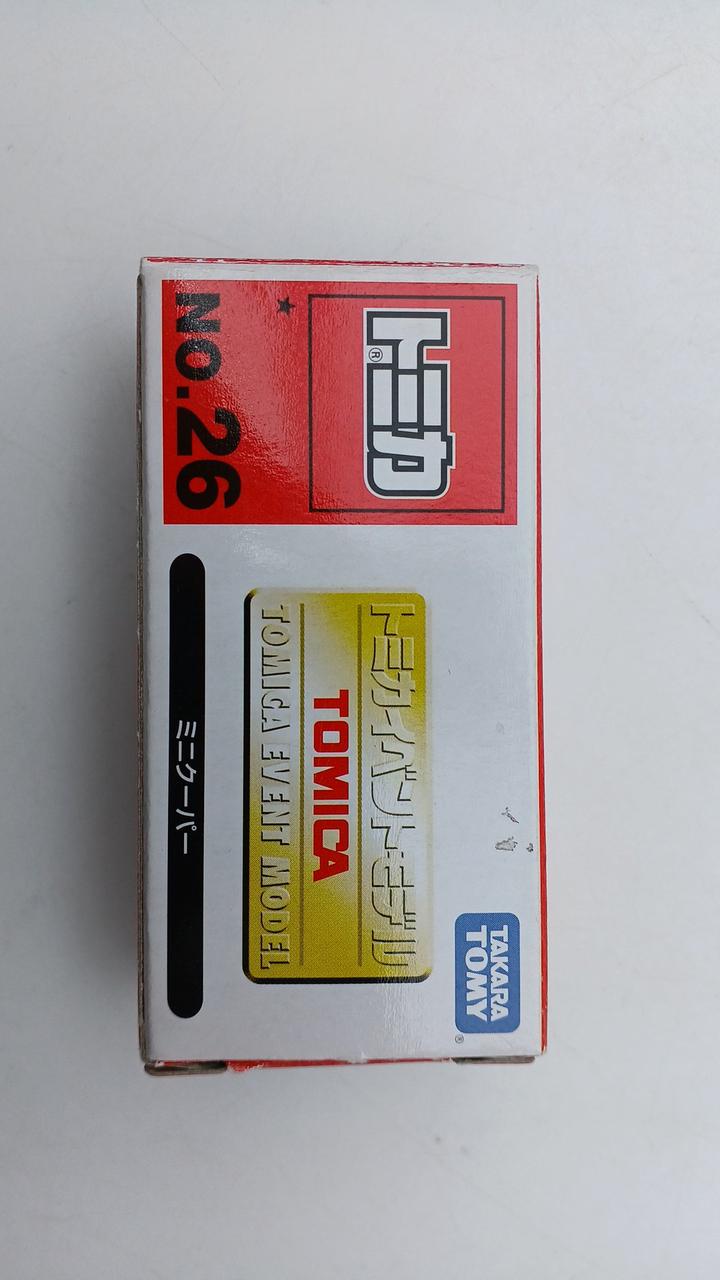 トミカ®
★
NO.26
トミカイベントモデル
TOMICA
TOMICA EVENT MODEL
TAKARA
TOMY®
ミニクーパー